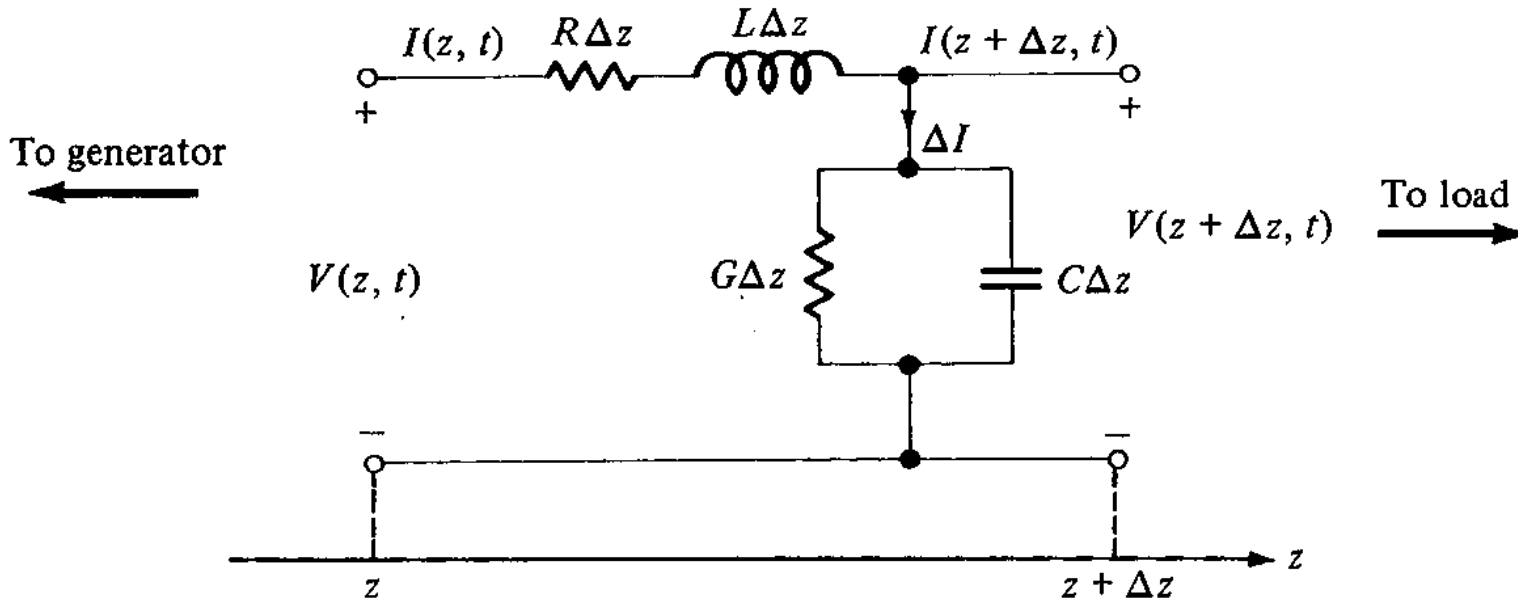 I(z, t)
RΔz
LΔz
I(z + Δz, t)
+
+
To generator
ΔI
To load
V(z, t)
GΔz
CΔz
V(z + Δz, t)
−
−
z
z + Δz
z